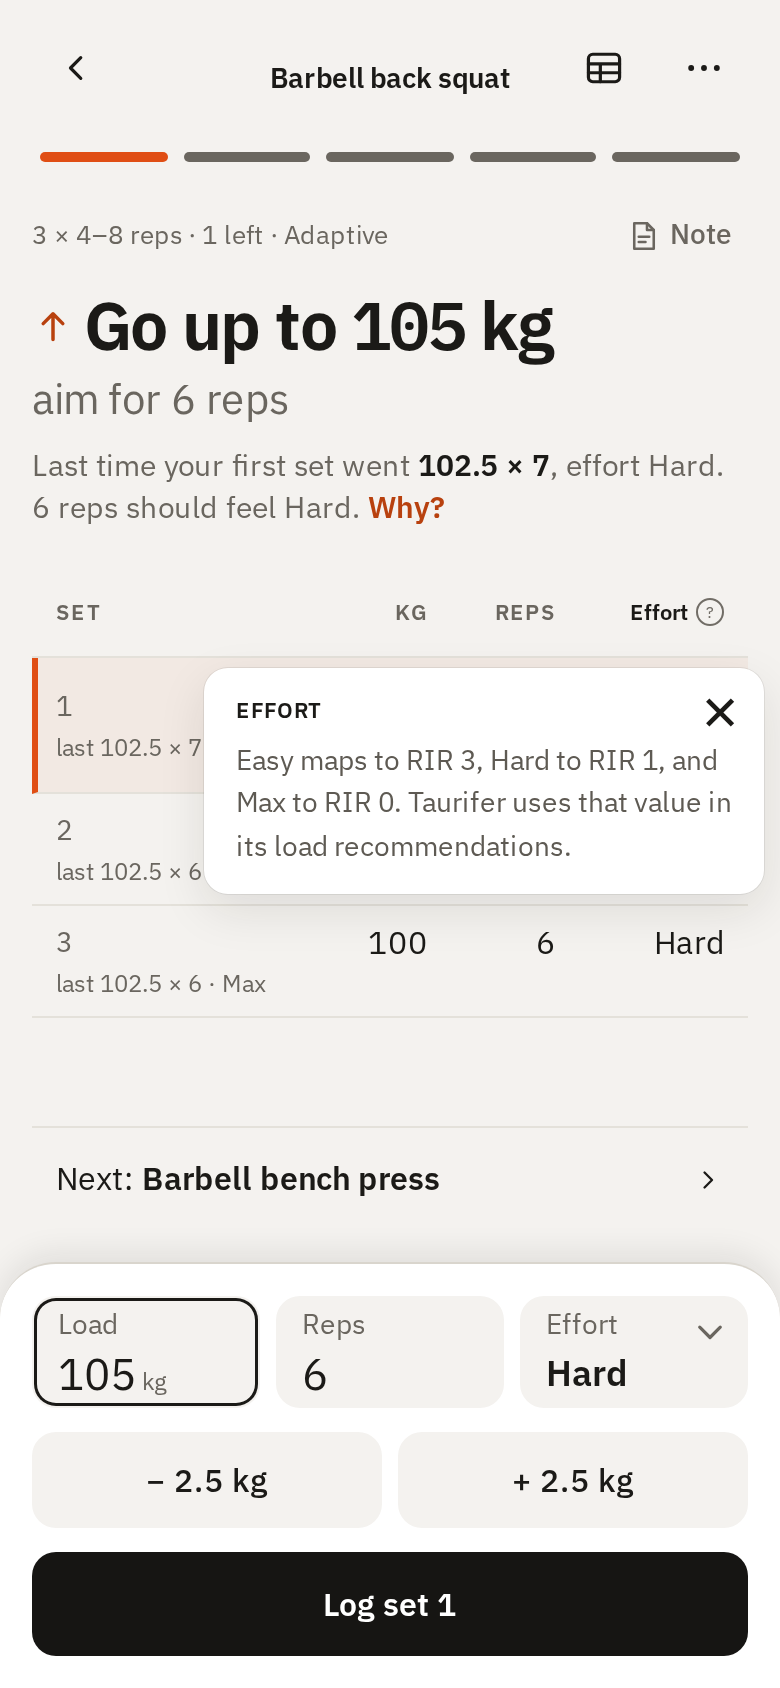 Barbell back squat
3 × 4–8 reps · 1 left · Adaptive
Note
↑ Go up to 105 kg
aim for 6 reps
Last time your first set went 102.5 × 7, effort Hard.
6 reps should feel Hard. Why?
SET KG REPS Effort ?
1
last 102.5 × 7
EFFORT
Easy maps to RIR 3, Hard to RIR 1, and
Max to RIR 0. Taurifer uses that value in
its load recommendations.
2
last 102.5 × 6
3 100 6 Hard
last 102.5 × 6 · Max
Next: Barbell bench press
Load Reps Effort
105 kg 6 Hard
– 2.5 kg + 2.5 kg
Log set 1